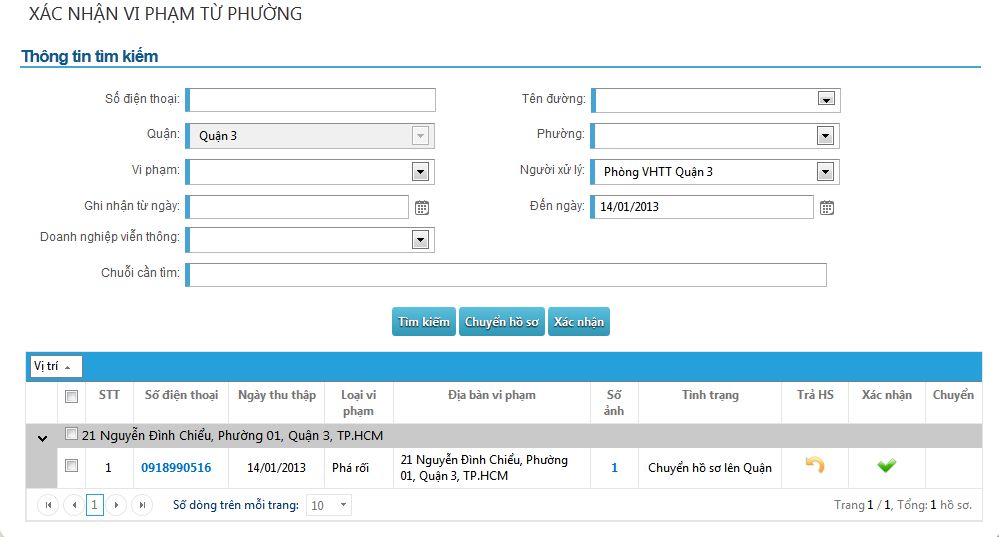 XÁC NHẬN VI PHẠM TỪ PHƯỜNG
Thông tin tìm kiếm
Số điện thoại:
Tên đường:
Quận: Quận 3
Phường:
Vi phạm:
Người xử lý: Phòng VHTT Quận 3
Ghi nhận từ ngày:
Đến ngày: 14/01/2013
Doanh nghiệp viễn thông:
Chuỗi cần tìm:
Tìm kiếm Chuyển hồ sơ Xác nhận
Vị trí
STT Số điện thoại Ngày thu thập Loại vi phạm Địa bàn vi phạm Số ảnh Tình trạng Trả HS Xác nhận Chuyển
21 Nguyễn Đình Chiểu, Phường 01, Quận 3, TP.HCM
1 0918990516 14/01/2013 Phá rối 21 Nguyễn Đình Chiểu, Phường 01, Quận 3, TP.HCM 1 Chuyển hồ sơ lên Quận
1 Số dòng trên mỗi trang: 10 Trang 1 / 1, Tổng: 1 hồ sơ.